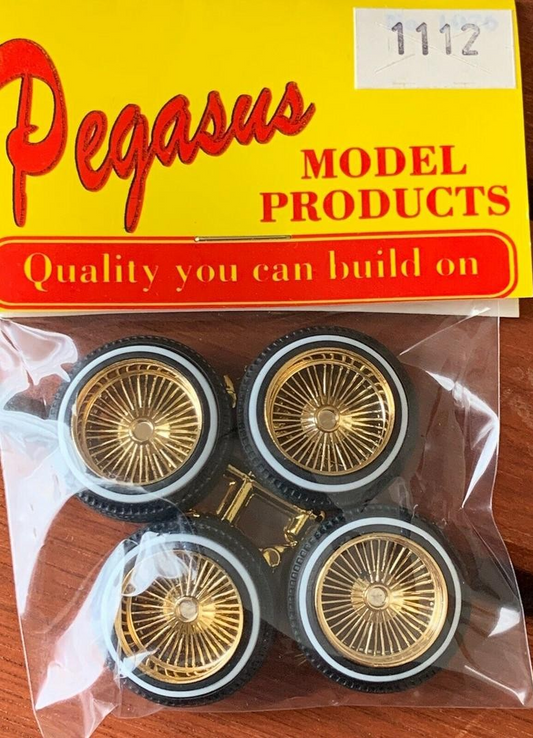 1112
Pegasus
MODEL
PRODUCTS
Quality you can build on